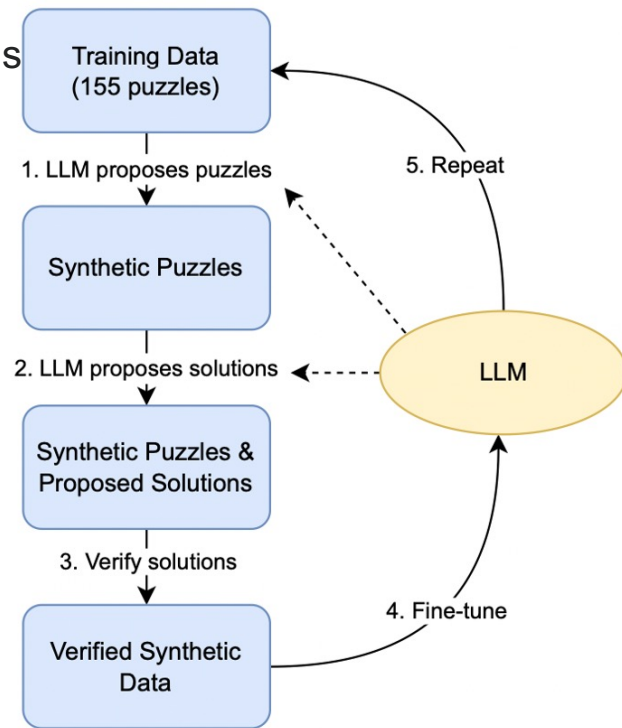 s
Training Data
(155 puzzles)
1. LLM proposes puzzles
5. Repeat
Synthetic Puzzles
2. LLM proposes solutions
LLM
Synthetic Puzzles &
Proposed Solutions
3. Verify solutions
4. Fine-tune
Verified Synthetic
Data